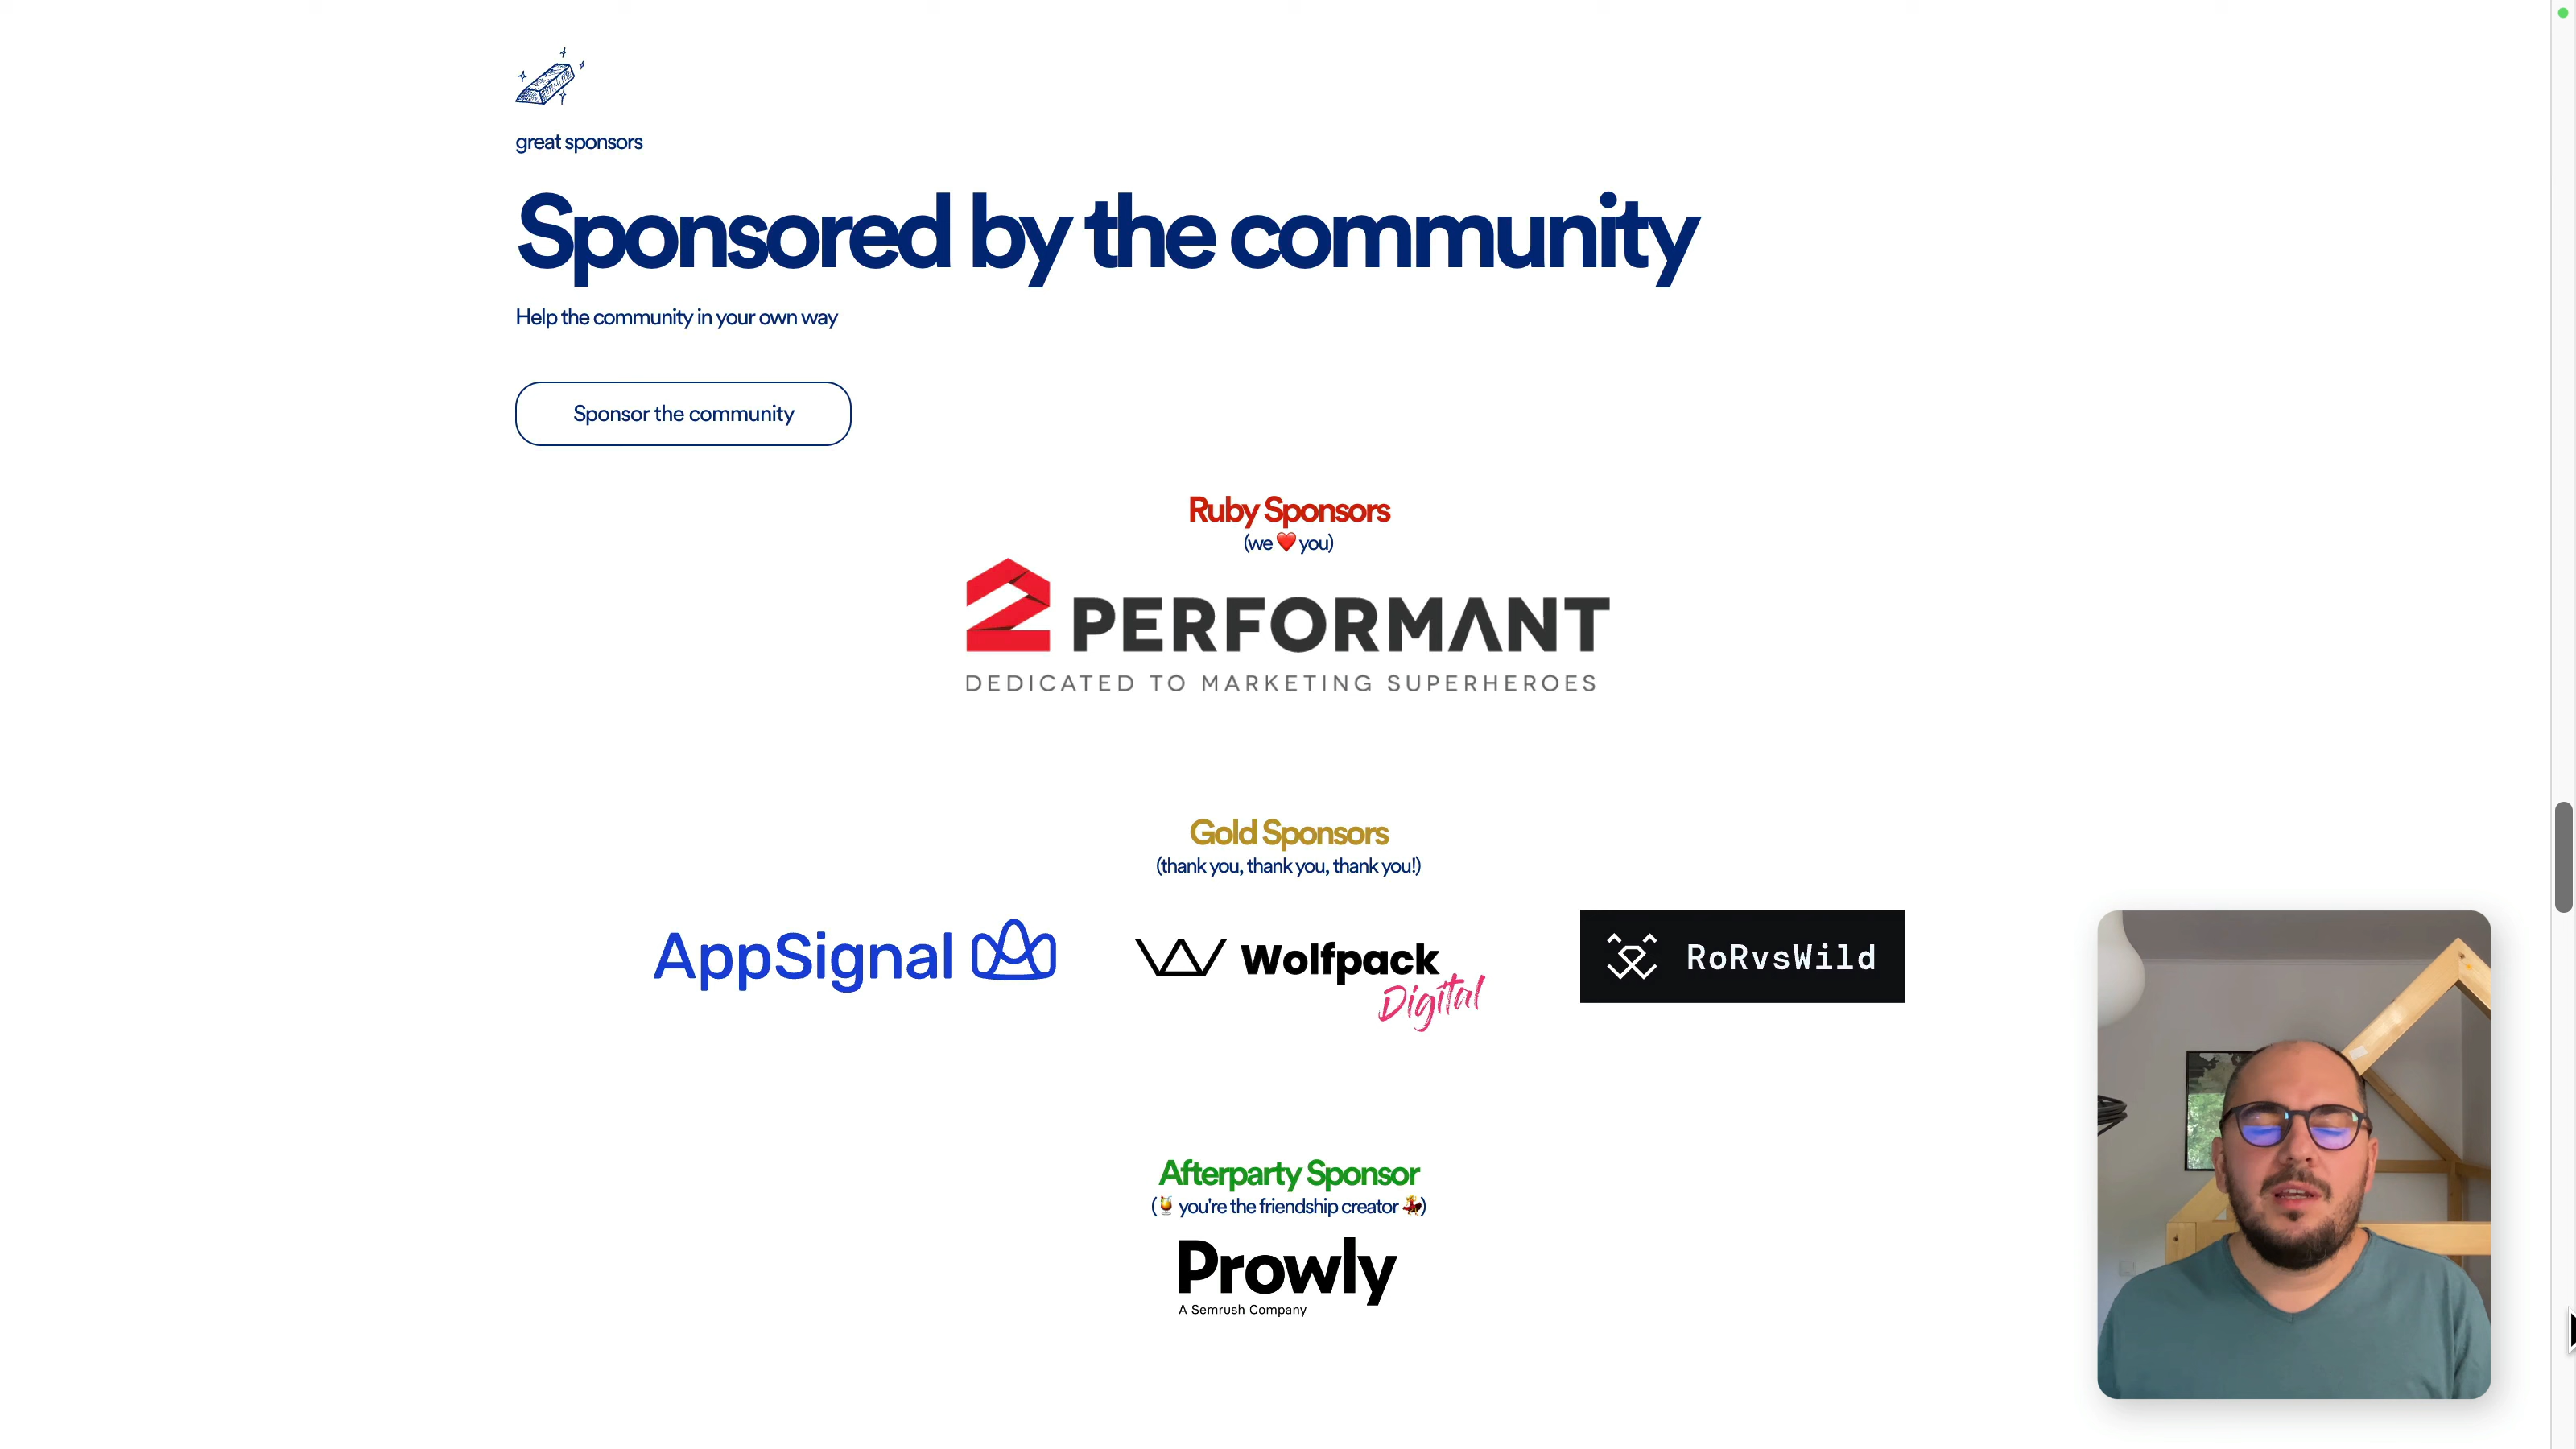 great sponsors
Sponsored by the community
Help the community in your own way
Sponsor the community
Ruby Sponsors
(we ❤️ you)
2 PERFORMANT
DEDICATED TO MARKETING SUPERHEROES
Gold Sponsors
(thank you, thank you, thank you!)
AppSignal
Wolfpack
Digital
RoRvsWild
Afterparty Sponsor
(🍹 you're the friendship creator 💃)
Prowly
A Semrush Company